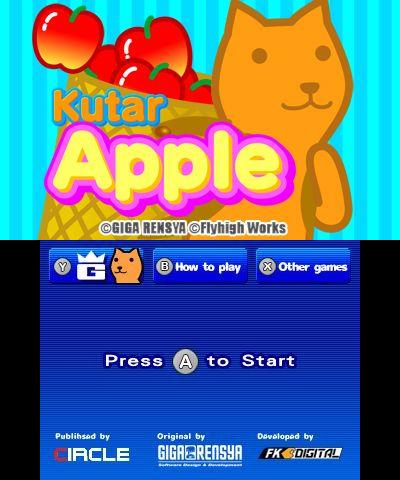 Kutar
Apple
©GIGA RENSYA ©Flyhigh Works
Y G
B How to play
X Other games
Press A to Start
Publihsed by
CIRCLE
Original by
GIGA RENSYA
Software Design & Development
Developed by
FK DIGITAL